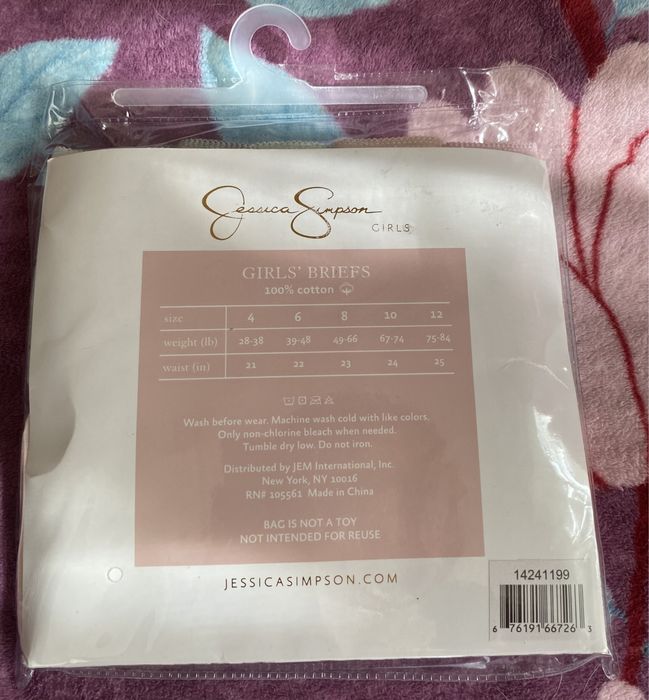 Jessica Simpson
GIRLS
GIRLS' BRIEFS
100% cotton
size 4 6 8 10 12
weight (lb) 28-38 39-48 49-66 67-74 75-84
waist (in) 21 22 23 24 25
Wash before wear. Machine wash cold with like colors.
Only non-chlorine bleach when needed.
Tumble dry low. Do not iron.
Distributed by JEM International, Inc.
New York, NY 10016
RN# 105561 Made in China
BAG IS NOT A TOY
NOT INTENDED FOR REUSE
JESSICASIMPSON.COM
14241199
6 76191 66726 3